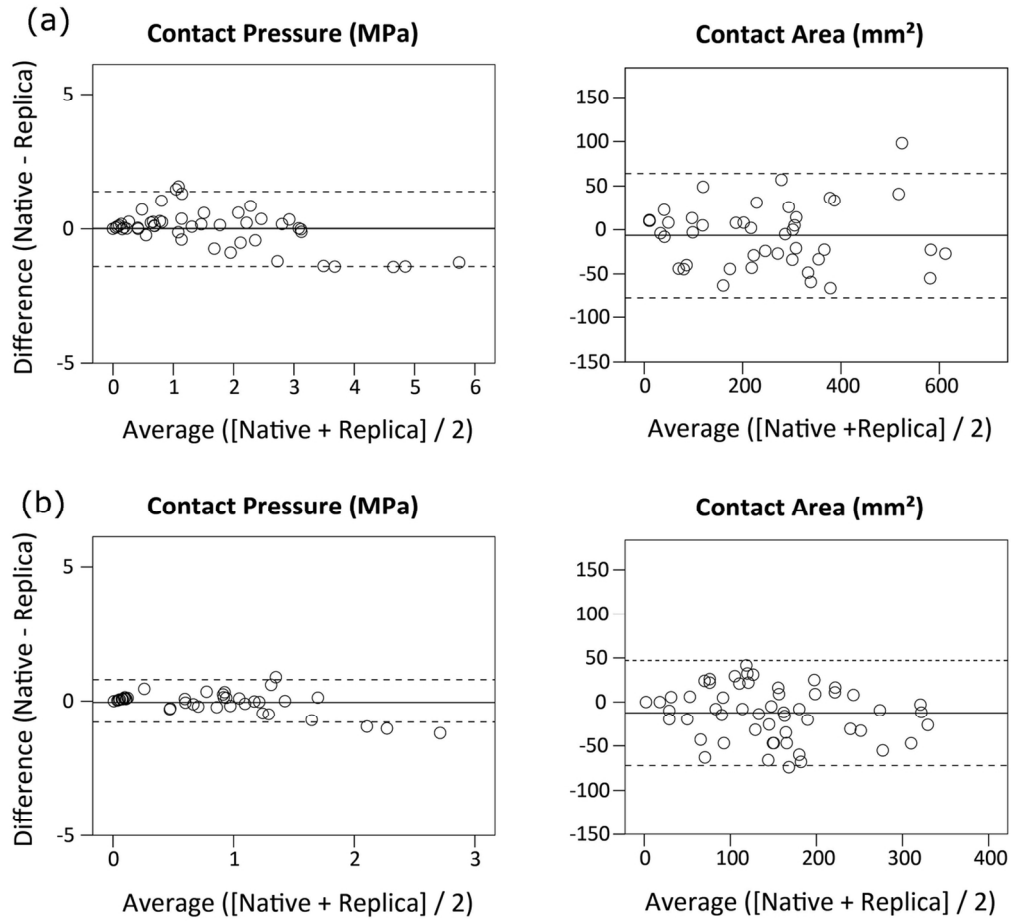 (a)
Contact Pressure (MPa)
Difference (Native - Replica)
5
0
-5
0 1 2 3 4 5 6
Average ([Native + Replica] / 2)
Contact Area (mm²)
150
100
50
0
-50
-100
-150
0 200 400 600
Average ([Native +Replica] / 2)
(b)
Contact Pressure (MPa)
Difference (Native - Replica)
5
0
-5
0 1 2 3
Average ([Native + Replica] / 2)
Contact Area (mm²)
150
100
50
0
-50
-100
-150
0 100 200 300 400
Average ([Native + Replica] / 2)